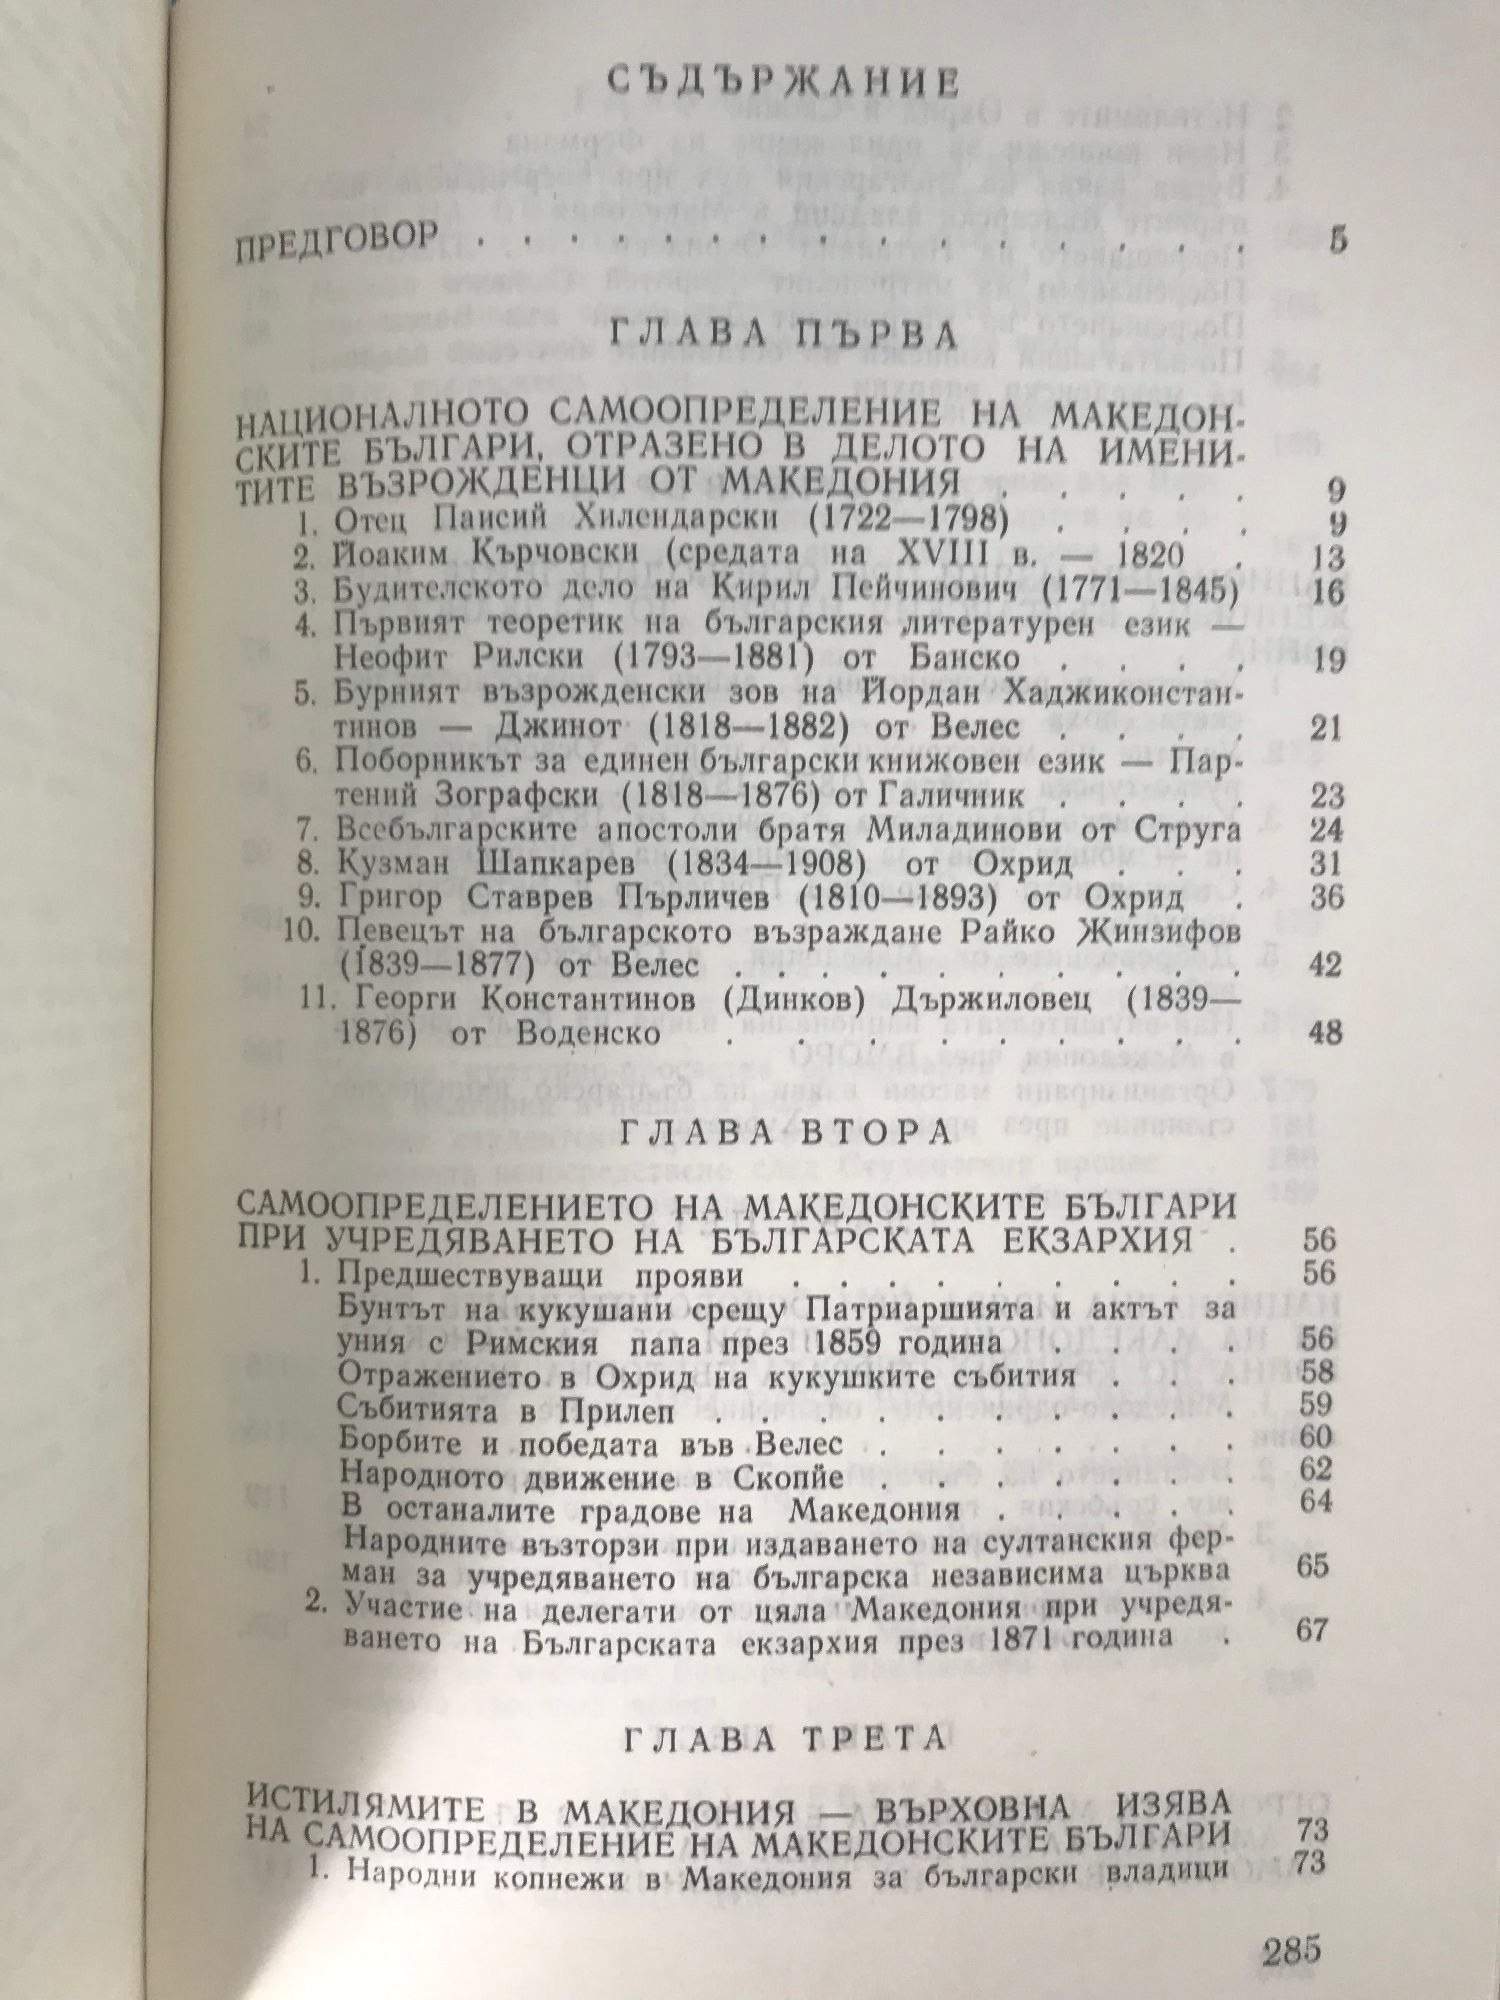 СЪДЪРЖАНИЕ
ПРЕДГОВОР . . . . . . . . . . . . . . . . . 5
ГЛАВА ПЪРВА
НАЦИОНАЛНОТО САМООПРЕДЕЛЕНИЕ НА МАКЕДОН-
СКИТЕ БЪЛГАРИ, ОТРАЗЕНО В ДЕЛОТО НА ИМЕНИ-
ТИТЕ ВЪЗРОЖДЕНЦИ ОТ МАКЕДОНИЯ . . . . . 9
1. Отец Паисий Хилендарски (1722—1798) . . . . 9
2. Йоаким Кърчовски (средата на XVIII в. — 1820 . 13
3. Будителското дело на Кирил Пейчинович (1771—1845) 16
4. Първият теоретик на българския литературен език —
Неофит Рилски (1793—1881) от Банско . . . . 19
5. Бурният възрожденски зов на Йордан Хаджиконстан-
тинов — Джинот (1818—1882) от Велес . . . . 21
6. Поборникът за единен български книжовен език — Пар-
тений Зографски (1818—1876) от Галичник . . . . 23
7. Всебългарските апостоли братя Миладинови от Струга 24
8. Кузман Шапкарев (1834—1908) от Охрид . . . 31
9. Григор Ставрев Пърличев (1810—1893) от Охрид . 36
10. Певецът на българското възраждане Райко Жинзифов
(1839—1877) от Велес . . . . . . . . . 42
11. Георги Константинов (Динков) Държиловец (1839—
1876) от Воденско . . . . . . . . 48
ГЛАВА ВТОРА
САМООПРЕДЕЛЕНИЕТО НА МАКЕДОНСКИТЕ БЪЛГАРИ
ПРИ УЧРЕДЯВАНЕТО НА БЪЛГАРСКАТА ЕКЗАРХИЯ . 56
1. Предшествуващи прояви . . . . . . . . 56
Бунтът на кукушани срещу Патриаршията и актът за
уния с Римския папа през 1859 година . . . . 56
Отражението в Охрид на кукушките събития . . . 58
Събитията в Прилеп . . . . . . . . . . 59
Борбите и победата във Велес . . . . . . . 60
Народното движение в Скопйе . . . . . . . 62
В останалите градове на Македония . . . . . 64
Народните възторзи при издаването на султанския фер-
ман за учредяването на българска независима църква 65
2. Участие на делегати от цяла Македония при учредя-
ването на Българската екзархия през 1871 година . 67
ГЛАВА ТРЕТА
ИСТИЛЯМИТЕ В МАКЕДОНИЯ — ВЪРХОВНА ИЗЯВА
НА САМООПРЕДЕЛЕНИЕ НА МАКЕДОНСКИТЕ БЪЛГАРИ 73
1. Народни копнежи в Македония за български владици 73
285